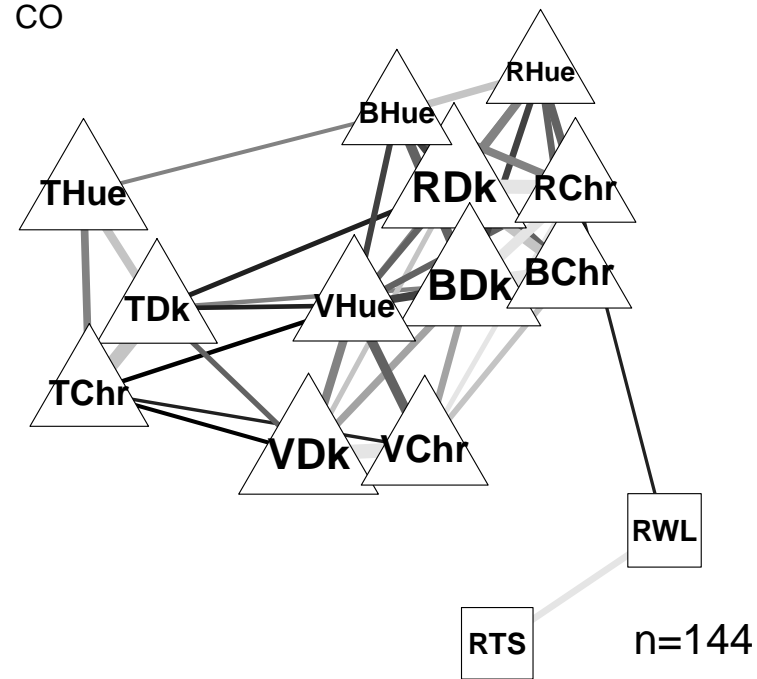 CO
RHue
BHue
THue
RDk
RChr
BDk
BChr
TDk
VHue
TChr
VDk
VChr
RWL
RTS
n=144